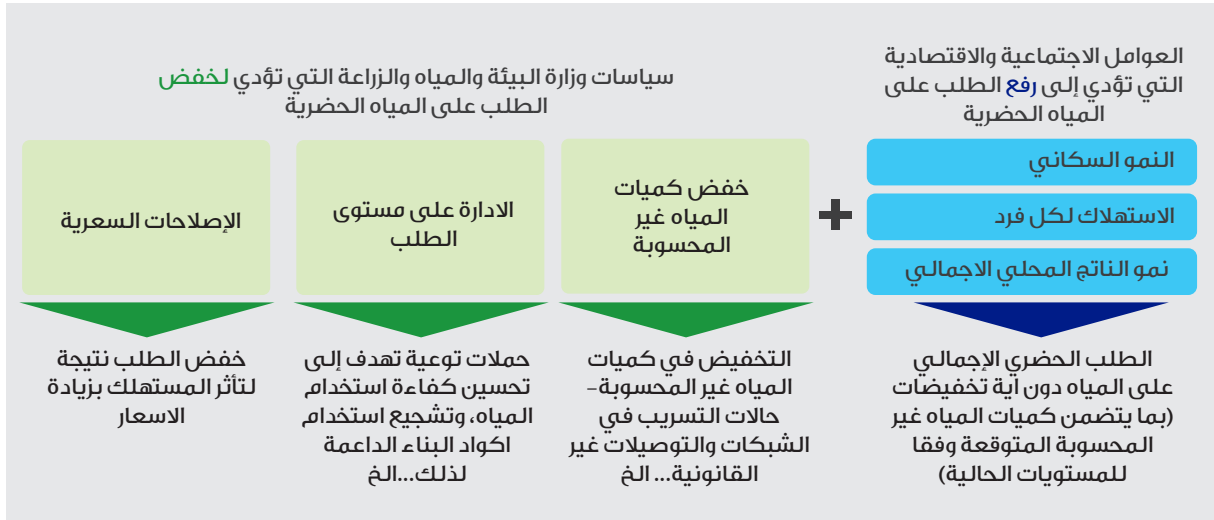 العوامل الاجتماعية والاقتصادية
التي تؤدي إلى رفع الطلب على
المياه الحضرية
النمو السكاني
الاستهلاك لكل فرد
نمو الناتج المحلي الاجمالي
الطلب الحضري الإجمالي
على المياه دون اية تخفيضات
(بما يتضمن كميات المياه غير
المحسوبة المتوقعة وفقا
للمستويات الحالية)
+
سياسات وزارة البيئة والمياه والزراعة التي تؤدي لخفض
الطلب على المياه الحضرية
خفض كميات
المياه غير
المحسوبة
التخفيض في كميات
المياه غير المحسوبة-
حالات التسريب في
الشبكات والتوصيلات غير
القانونية... الخ
الادارة على مستوى
الطلب
حملات توعية تهدف إلى
تحسين كفاءة استخدام
المياه، وتشجيع استخدام
اكواد البناء الداعمة
لذلك...الخ
الإصلاحات السعرية
خفض الطلب نتيجة
لتأثر المستهلك بزيادة
الاسعار